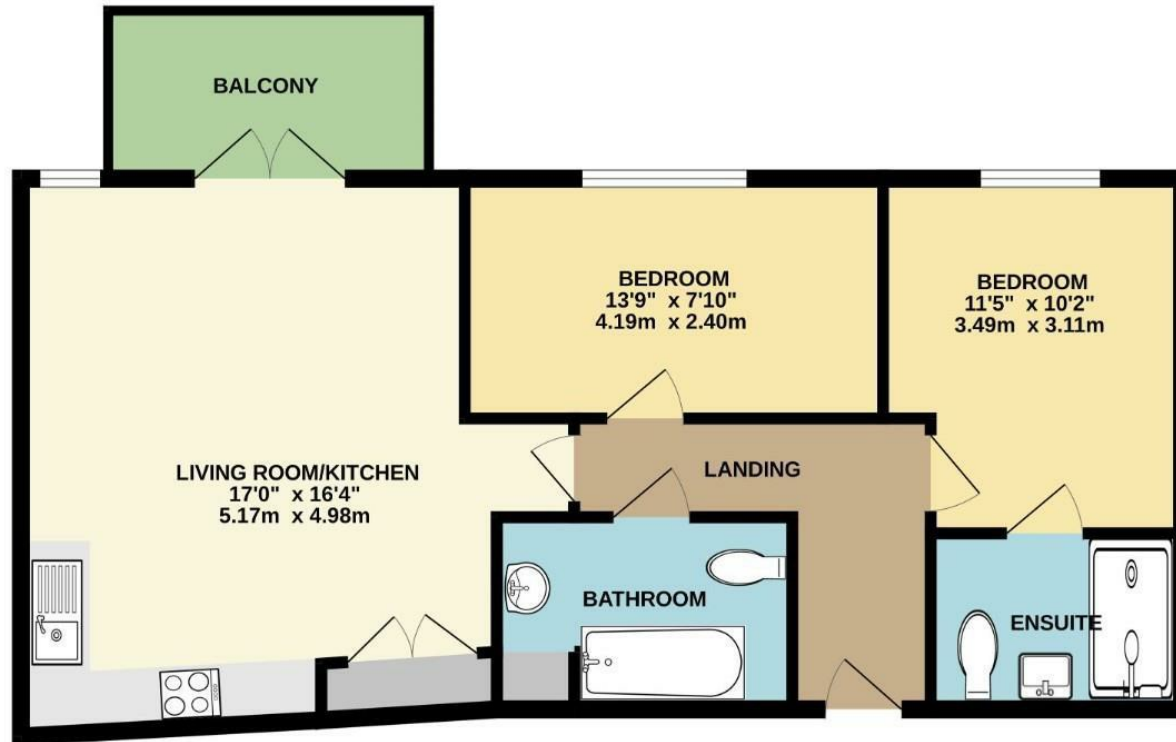 BALCONY
BEDROOM
13'9" x 7'10"
4.19m x 2.40m
BEDROOM
11'5" x 10'2"
3.49m x 3.11m
LIVING ROOM/KITCHEN
17'0" x 16'4"
5.17m x 4.98m
LANDING
BATHROOM
ENSUITE